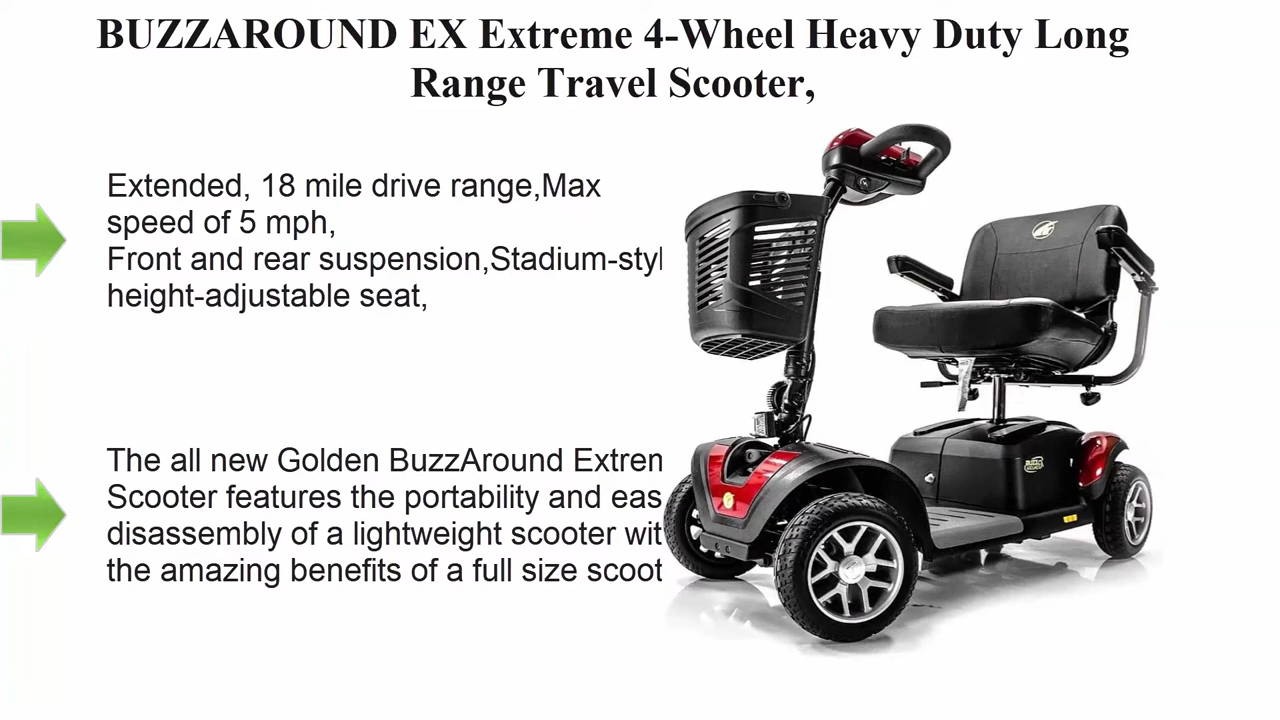 BUZZAROUND EX Extreme 4-Wheel Heavy Duty Long
Range Travel Scooter,
Extended, 18 mile drive range,Max
speed of 5 mph,
Front and rear suspension,Stadium-styl
height-adjustable seat,
The all new Golden BuzzAround Extrem
Scooter features the portability and eas
disassembly of a lightweight scooter wit
the amazing benefits of a full size scoot